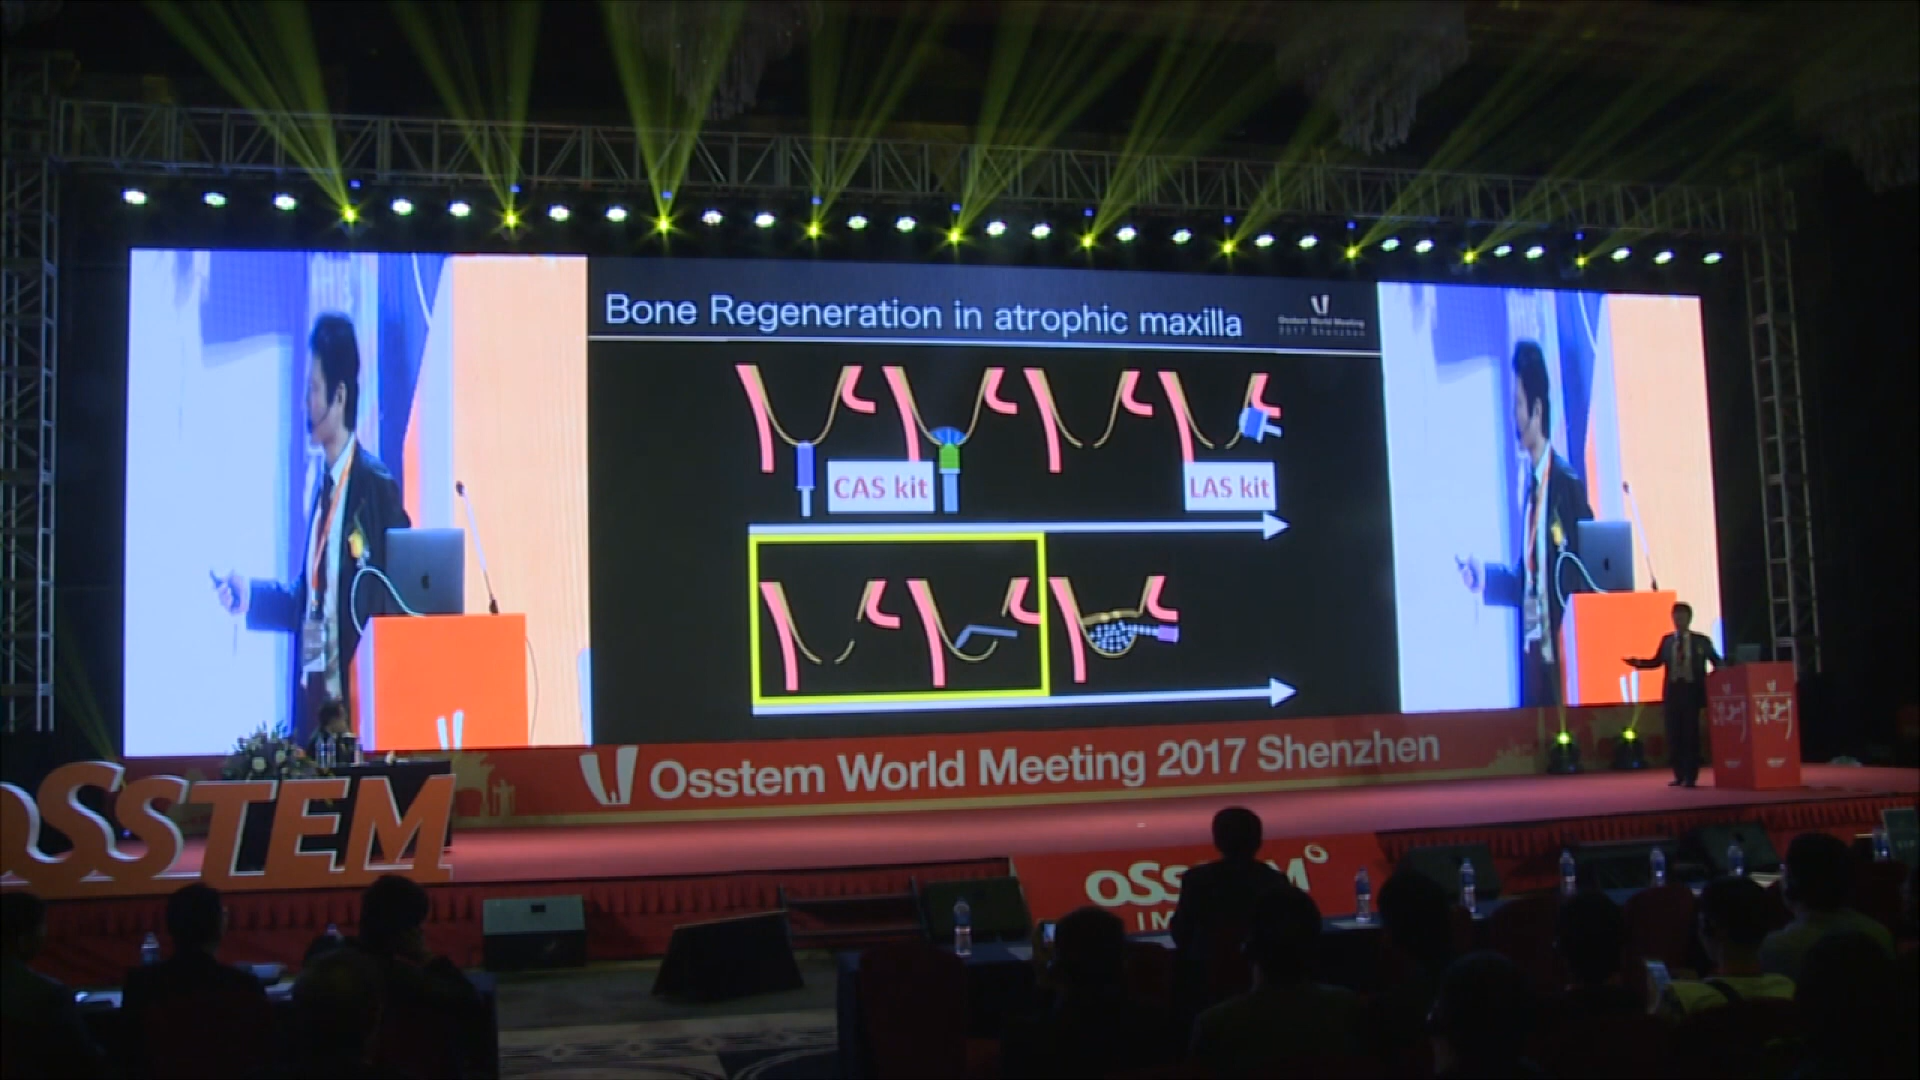 Bone Regeneration in atrophic maxilla
Osstem World Meeting
2017 Shenzhen
CAS kit
LAS kit
Osstem World Meeting 2017 Shenzhen
OSSTEM